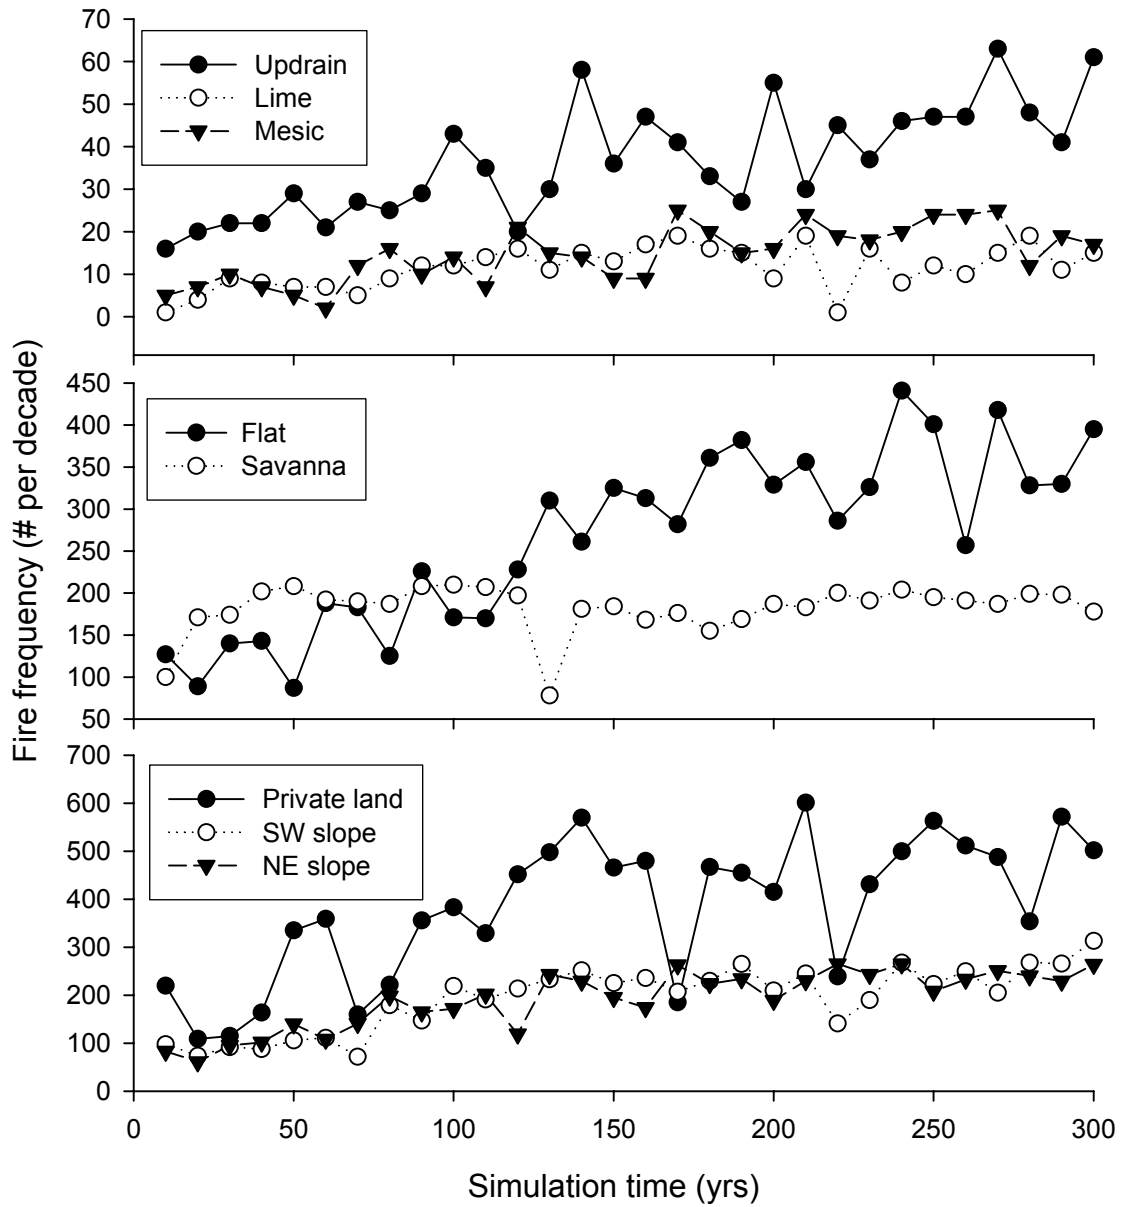 Fire frequency (# per decade)
70
60
50
40
30
20
10
0
Updrain
Lime
Mesic
450
400
350
300
250
200
150
100
50
Flat
Savanna
700
600
500
400
300
200
100
0
Private land
SW slope
NE slope
0 50 100 150 200 250 300
Simulation time (yrs)